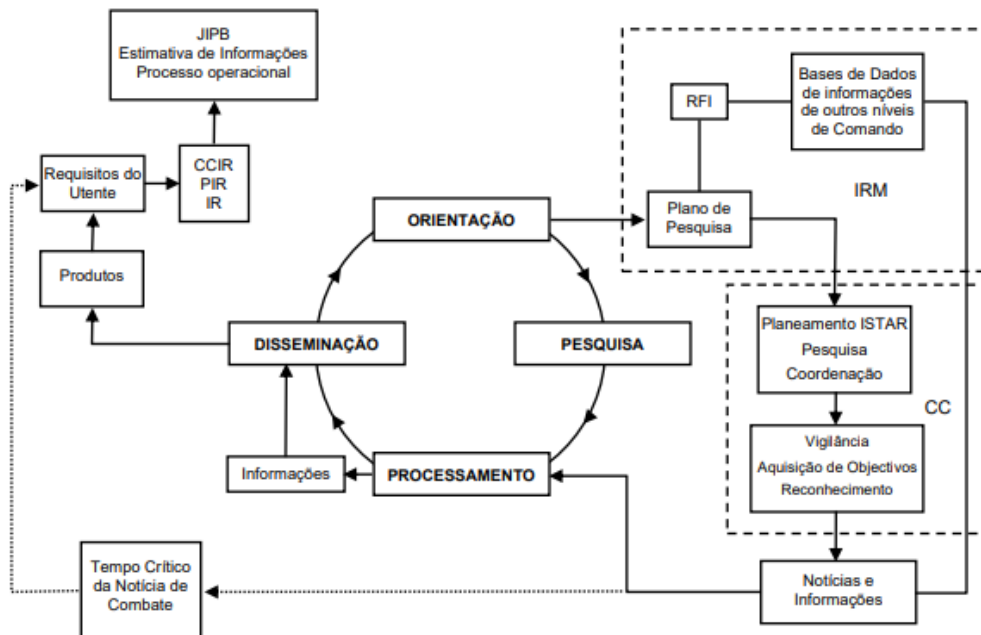 JIPB
Estimativa de Informações
Processo operacional
RFI
Bases de Dados
de informações
de outros níveis
de Comando
Requisitos do
Utente
CCIR
PIR
IR
IRM
ORIENTAÇÃO
Plano de
Pesquisa
Produtos
DISSEMINAÇÃO
PESQUISA
Planeamento ISTAR
Pesquisa
Coordenação
CC
Vigilância
Aquisição de Objectivos
Reconhecimento
Informações
PROCESSAMENTO
Tempo Crítico
da Notícia de
Combate
Notícias e
Informações